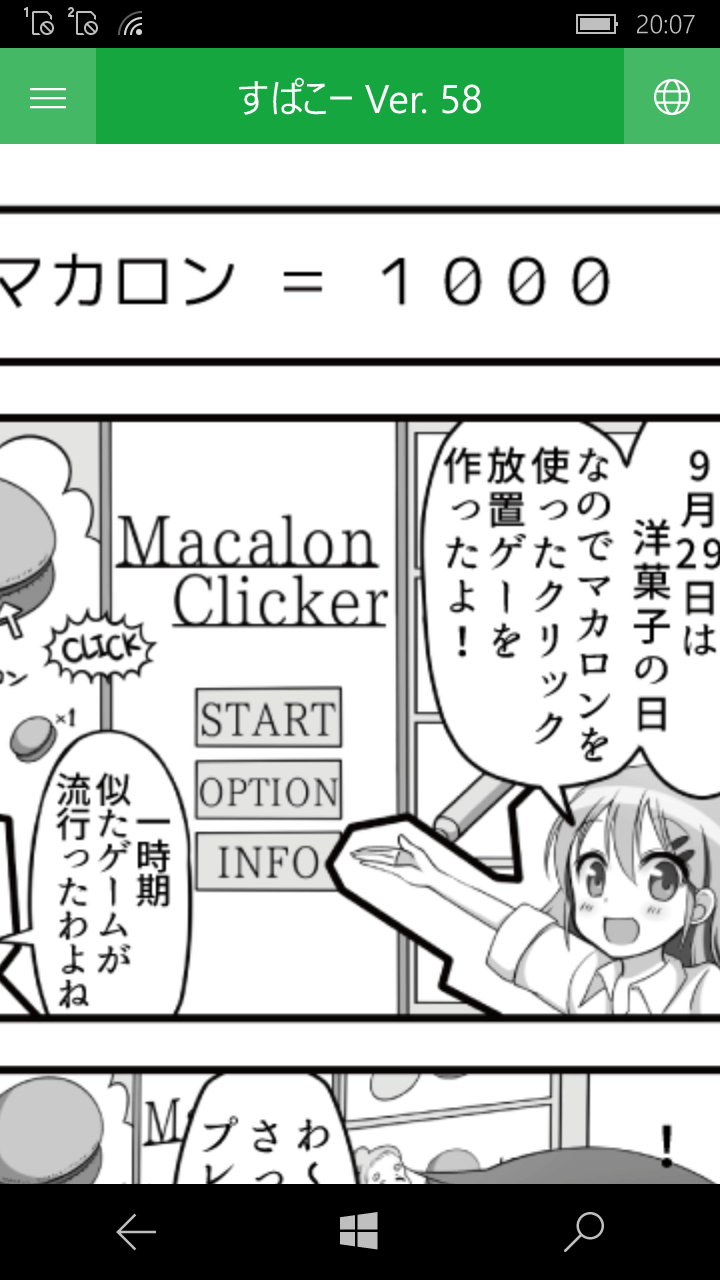 1 2 20:07
すぱこー Ver. 58
マカロン = 1000
9月29日は
洋菓子の日
なのでマカロンを
使ったクリック
放置ゲームを
作ったよ！
Macalon
Clicker
CLICK
START
OPTION
INFO
ン
×1
一時期
似たゲームが
流行ったわよね
わ〜
さっ
プレ
M
！